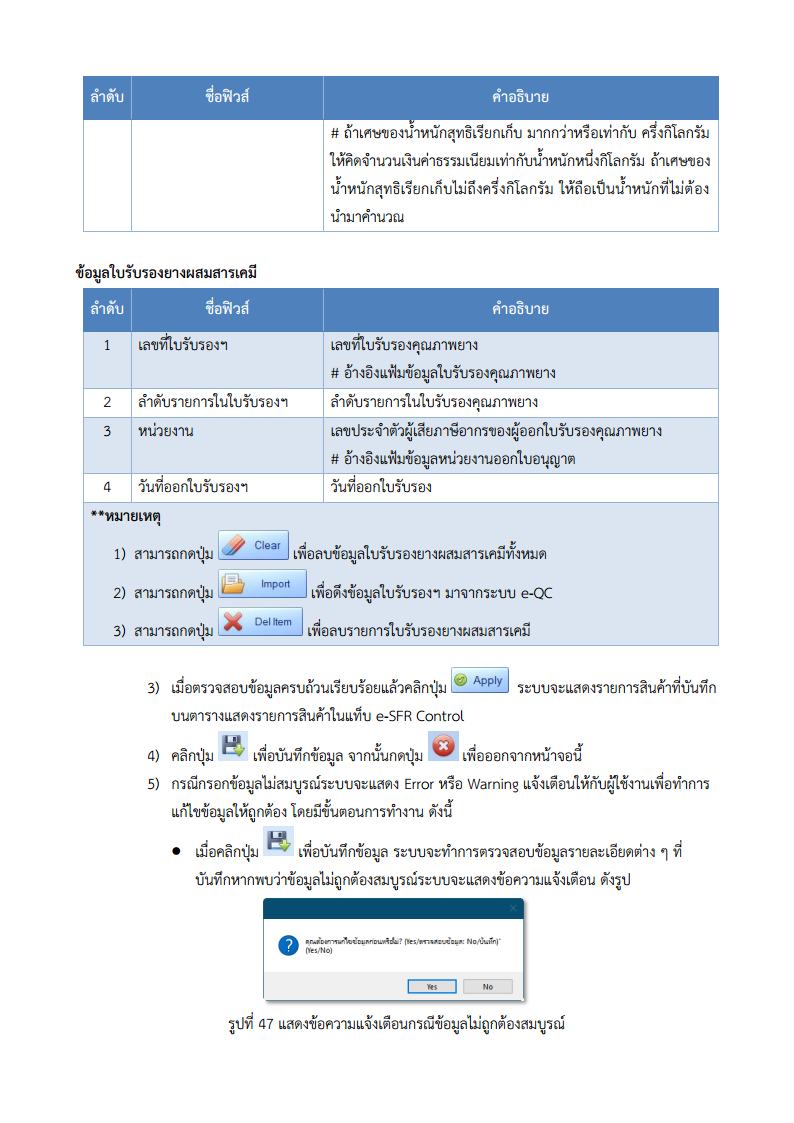 ลำดับ ชื่อฟิวส์ คำอธิบาย
# ถ้าเศษของน้ำหนักสุทธิเรียกเก็บ มากกว่าหรือเท่ากับ ครึ่งกิโลกรัม
ให้คิดจำนวนเงินค่าธรรมเนียมเท่ากับน้ำหนักหนึ่งกิโลกรัม ถ้าเศษของ
น้ำหนักสุทธิเรียกเก็บไม่ถึงครึ่งกิโลกรัม ให้ถือเป็นน้ำหนักที่ไม่ต้อง
นำมาคำนวณ
ข้อมูลใบรับรองยางผสมสารเคมี
ลำดับ ชื่อฟิวส์ คำอธิบาย
1 เลขที่ใบรับรองฯ เลขที่ใบรับรองคุณภาพยาง
# อ้างอิงแฟ้มข้อมูลใบรับรองคุณภาพยาง
2 ลำดับรายการในใบรับรองฯ ลำดับรายการในใบรับรองคุณภาพยาง
3 หน่วยงาน เลขประจำตัวผู้เสียภาษีอากรของผู้ออกใบรับรองคุณภาพยาง
# อ้างอิงแฟ้มข้อมูลหน่วยงานออกใบอนุญาต
4 วันที่ออกใบรับรองฯ วันที่ออกใบรับรอง
**หมายเหตุ
1) สามารถกดปุ่ม Clear เพื่อลบข้อมูลใบรับรองยางผสมสารเคมีทั้งหมด
2) สามารถกดปุ่ม Import เพื่อดึงข้อมูลใบรับรองฯ มาจากระบบ e-QC
3) สามารถกดปุ่ม Del Item เพื่อลบรายการใบรับรองยางผสมสารเคมี
3) เมื่อตรวจสอบข้อมูลครบถ้วนเรียบร้อยแล้วคลิกปุ่ม Apply ระบบจะแสดงรายการสินค้าที่บันทึก
บนตารางแสดงรายการสินค้าในแท็บ e-SFR Control
4) คลิกปุ่ม เพื่อบันทึกข้อมูล จากนั้นกดปุ่ม เพื่อออกจากหน้าจอนี้
5) กรณีกรอกข้อมูลไม่สมบูรณ์ระบบจะแสดง Error หรือ Warning แจ้งเตือนให้กับผู้ใช้งานเพื่อทำการ
แก้ไขข้อมูลให้ถูกต้อง โดยมีขั้นตอนการทำงาน ดังนี้
● เมื่อคลิกปุ่ม เพื่อบันทึกข้อมูล ระบบจะทำการตรวจสอบข้อมูลรายละเอียดต่าง ๆ ที่
บันทึกหากพบว่าข้อมูลไม่ถูกต้องสมบูรณ์ระบบจะแสดงข้อความแจ้งเตือน ดังรูป
คุณต้องการแก้ไขข้อมูลก่อนหรือไม่? (Yes/ตรวจสอบข้อมูล: No/บันทึก)"
(Yes/No)
Yes No
รูปที่ 47 แสดงข้อความแจ้งเตือนกรณีข้อมูลไม่ถูกต้องสมบูรณ์